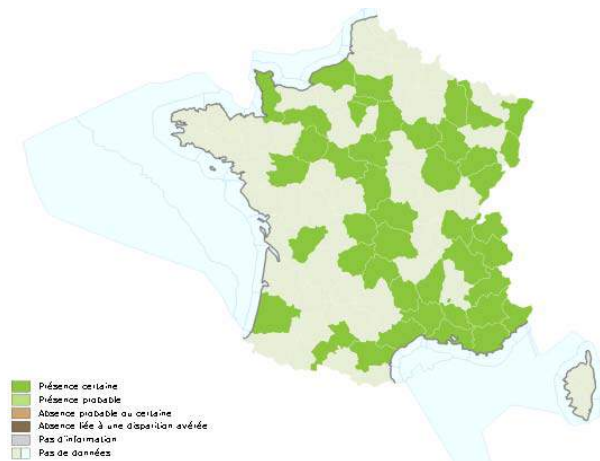 Présence certaine
Présence probable
Absence probable ou certaine
Absence liée à une disparition avérée
Pas d'information
Pas de données